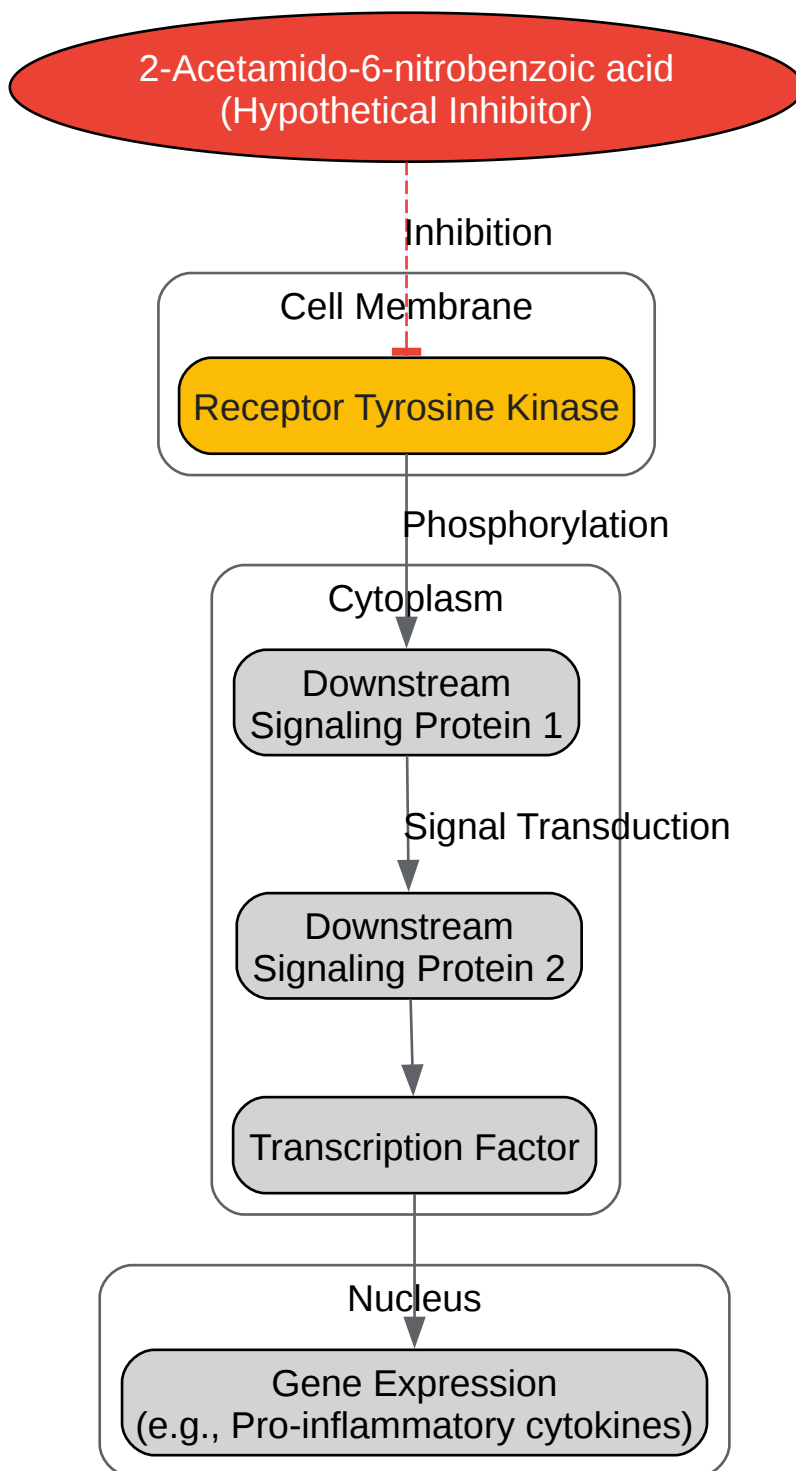 2-Acetamido-6-nitrobenzoic acid
(Hypothetical Inhibitor)
Inhibition
Cell Membrane
Receptor Tyrosine Kinase
Phosphorylation
Cytoplasm
Downstream
Signaling Protein 1
Signal Transduction
Downstream
Signaling Protein 2
Transcription Factor
Nucleus
Gene Expression
(e.g., Pro-inflammatory cytokines)